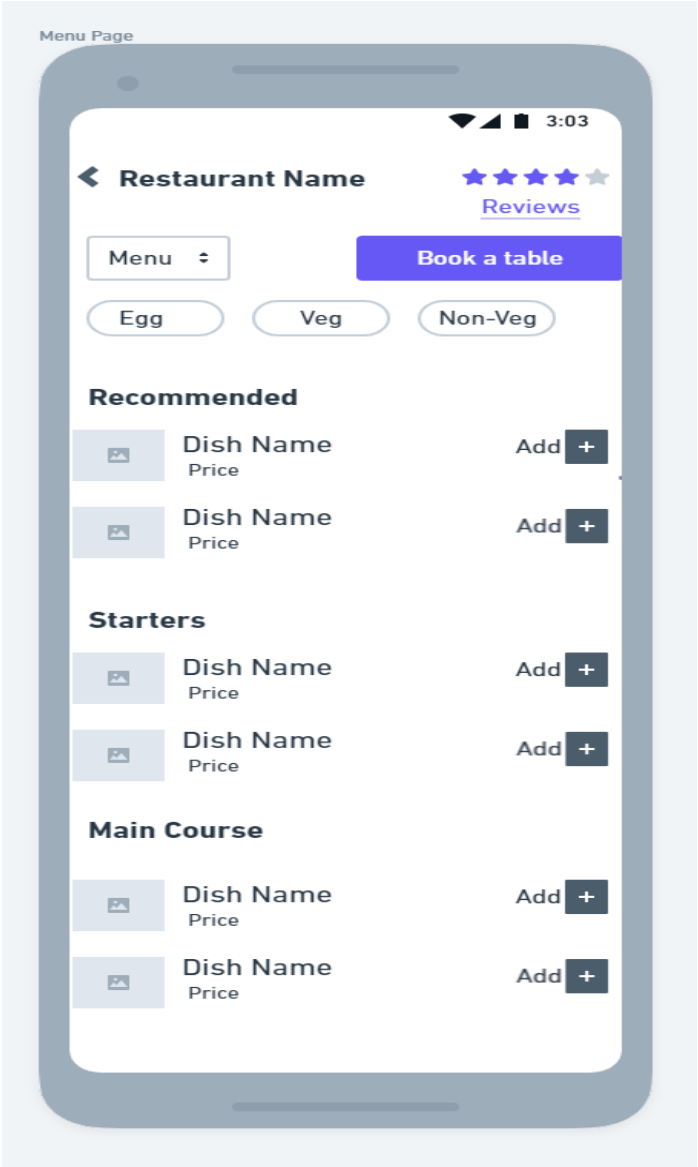 Menu Page
3:03
Restaurant Name
Reviews
Menu
Book a table
Egg
Veg
Non-Veg
Recommended
Dish Name
Price
Add +
Dish Name
Price
Add +
Starters
Dish Name
Price
Add +
Dish Name
Price
Add +
Main Course
Dish Name
Price
Add +
Dish Name
Price
Add +